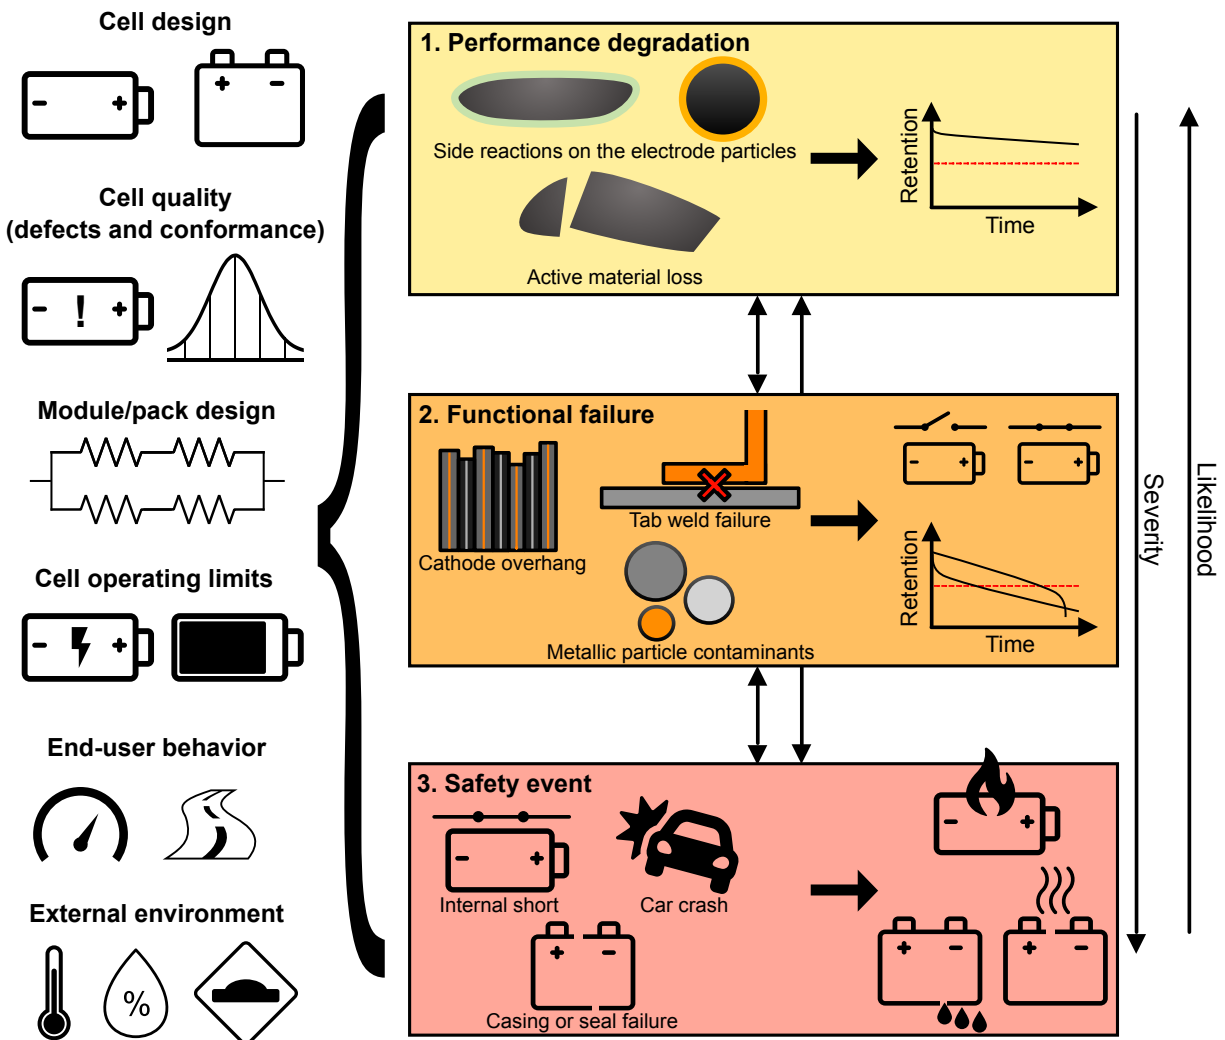 Cell design
- +
+ -
Cell quality
(defects and conformance)
- ! +
Module/pack design
Cell operating limits
- +
End-user behavior
External environment
%
1. Performance degradation
Side reactions on the electrode particles
Active material loss
Retention
Time
2. Functional failure
Cathode overhang
Tab weld failure
Metallic particle contaminants
- +
- +
Retention
Time
3. Safety event
- +
Internal short
Car crash
+ -
Casing or seal failure
- +
+ -
+ -
Severity
Likelihood